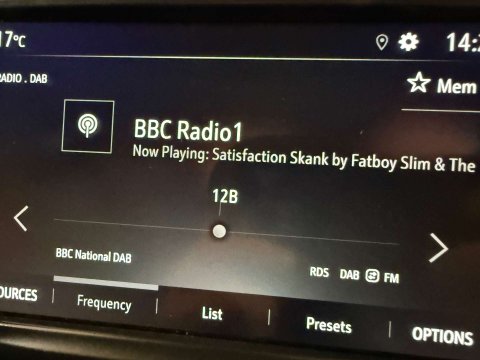 17°C 14:2
RADIO . DAB
Mem
BBC Radio1
Now Playing: Satisfaction Skank by Fatboy Slim & The
12B
BBC National DAB
RDS DAB FM
OURCES Frequency List Presets OPTIONS